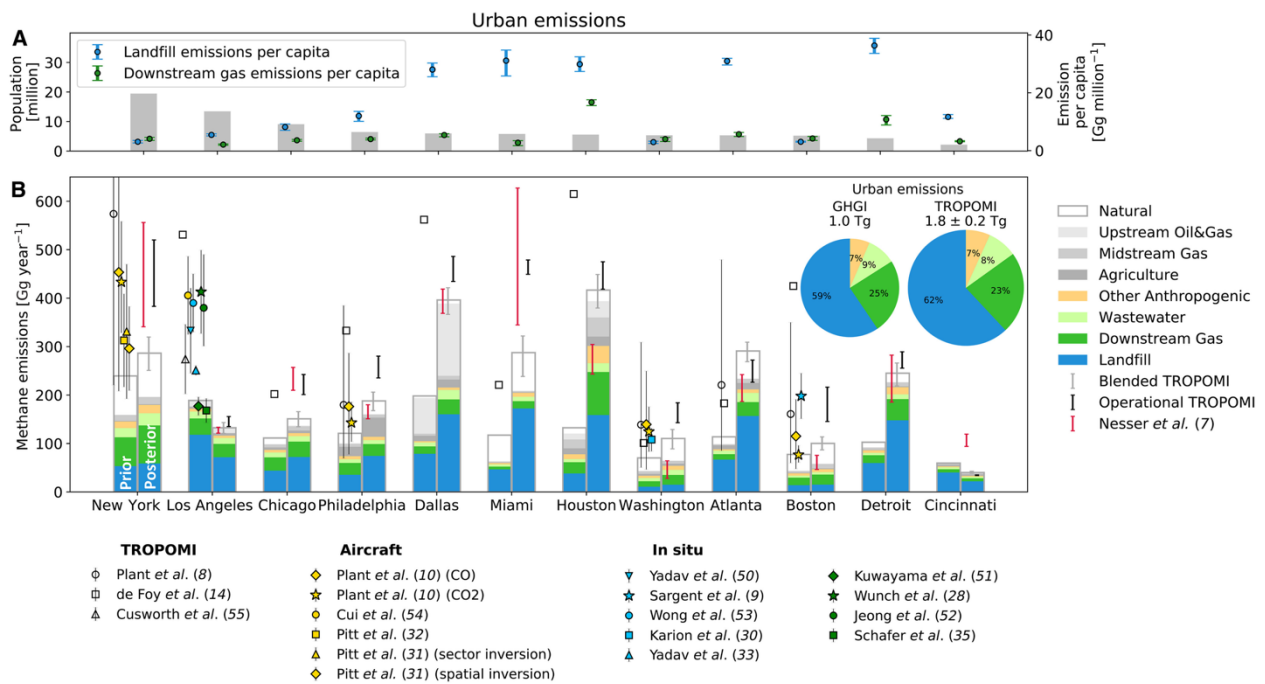 Urban emissions
A
Population
[million]
30
20
10
0
Landfill emissions per capita
Downstream gas emissions per capita
40
20
0
Emission
per capita
[Gg million⁻¹]
B
Methane emissions [Gg year⁻¹]
600
500
400
300
200
100
0
Prior
Posterior
Urban emissions
GHGI
1.0 Tg
TROPOMI
1.8 ± 0.2 Tg
7%
9%
25%
59%
7%
8%
23%
62%
Natural
Upstream Oil&Gas
Midstream Gas
Agriculture
Other Anthropogenic
Wastewater
Downstream Gas
Landfill
Blended TROPOMI
Operational TROPOMI
Nesser et al. (7)
New York Los Angeles Chicago Philadelphia Dallas Miami Houston Washington Atlanta Boston Detroit Cincinnati
TROPOMI
Plant et al. (8)
de Foy et al. (14)
Cusworth et al. (55)
Aircraft
Plant et al. (10) (CO)
Plant et al. (10) (CO2)
Cui et al. (54)
Pitt et al. (32)
Pitt et al. (31) (sector inversion)
Pitt et al. (31) (spatial inversion)
In situ
Yadav et al. (50)
Sargent et al. (9)
Wong et al. (53)
Karion et al. (30)
Yadav et al. (33)
Kuwayama et al. (51)
Wunch et al. (28)
Jeong et al. (52)
Schafer et al. (35)